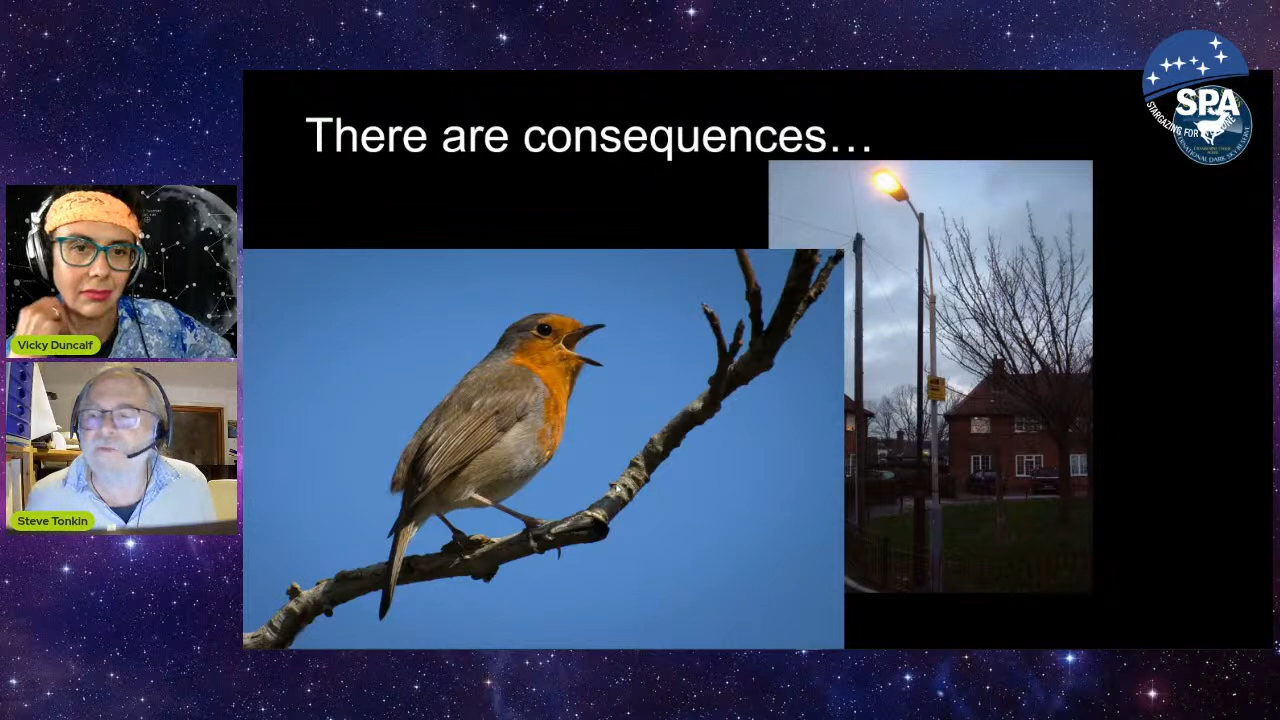 There are consequences…
SPA
STARGAZING FOR
Vicky Duncalf
Steve Tonkin